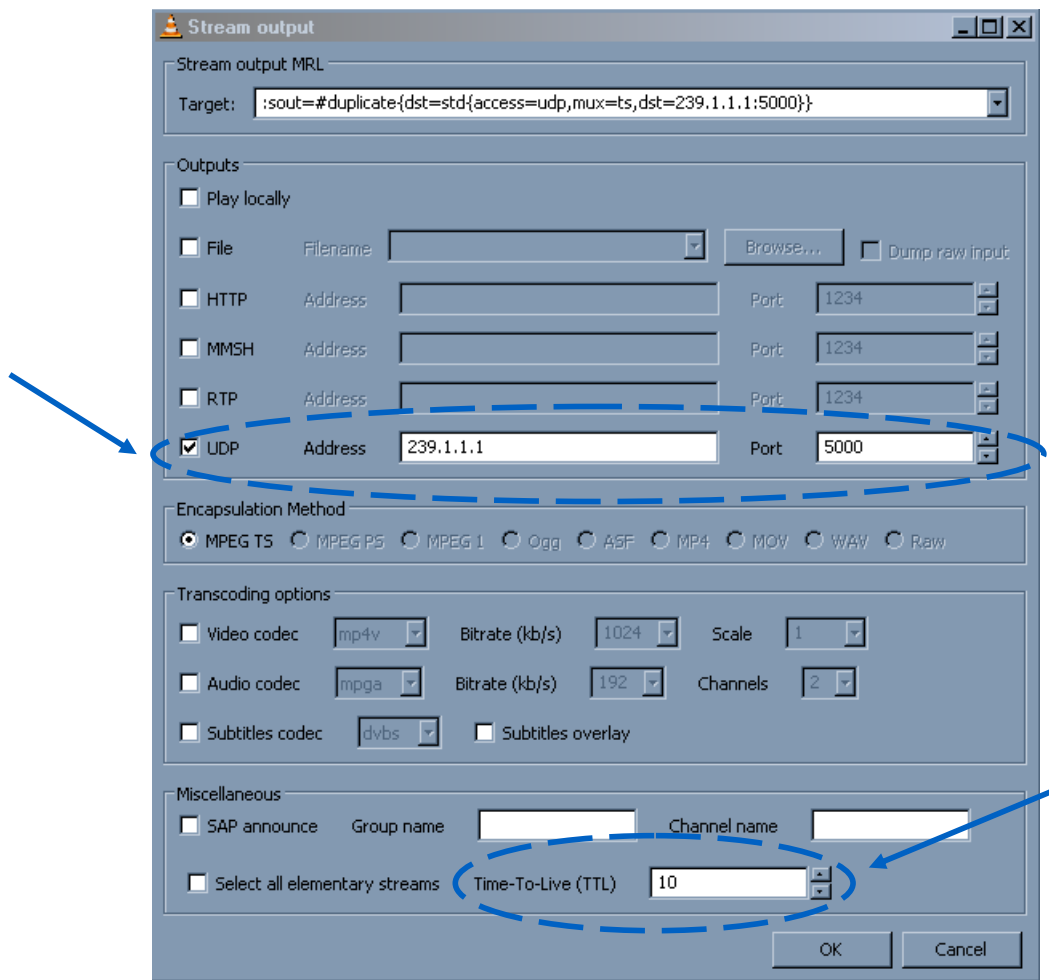 Stream output
Stream output MRL
Target: :sout=#duplicate{dst=std{access=udp,mux=ts,dst=239.1.1.1:5000}}
Outputs
Play locally
File Filename Browse... Dump raw input
HTTP Address Port 1234
MMSH Address Port 1234
RTP Address Port 1234
UDP Address 239.1.1.1 Port 5000
Encapsulation Method
MPEG TS MPEG PS MPEG 1 Ogg ASF MP4 MOV WAV Raw
Transcoding options
Video codec mp4v Bitrate (kb/s) 1024 Scale 1
Audio codec mpga Bitrate (kb/s) 192 Channels 2
Subtitles codec dvbs Subtitles overlay
Miscellaneous
SAP announce Group name Channel name
Select all elementary streams Time-To-Live (TTL) 10
OK Cancel